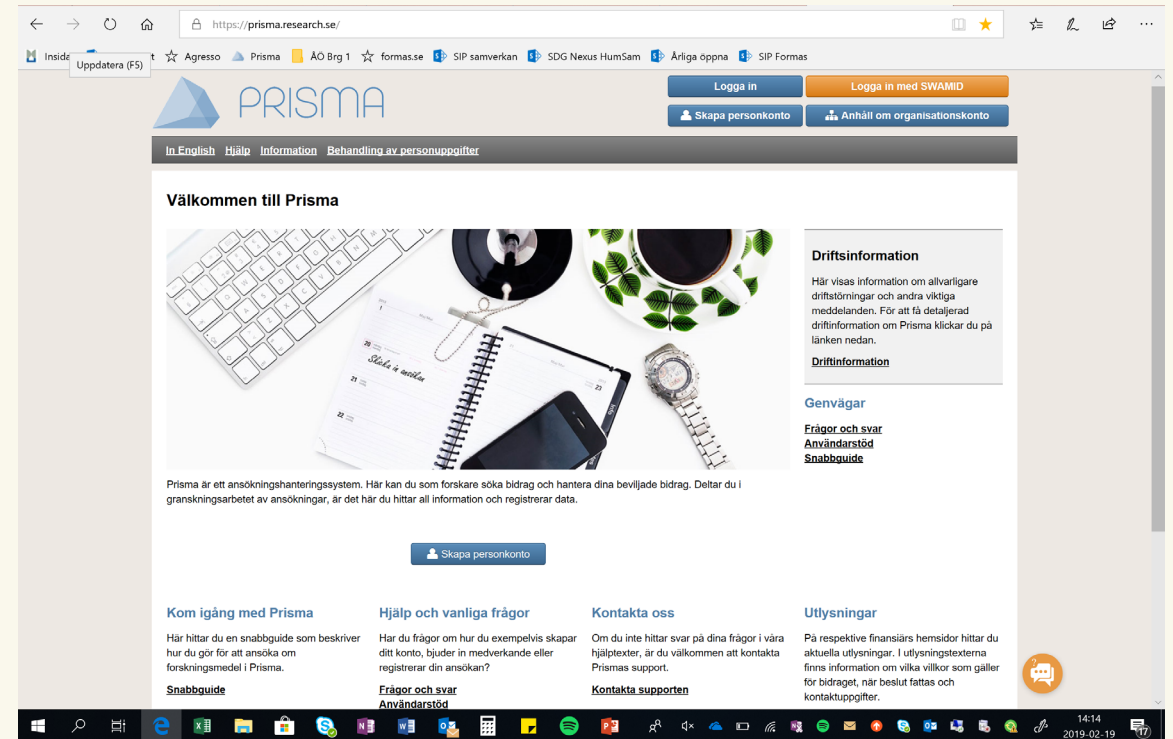 https://prisma.research.se/
Insida
t
Agresso
Prisma
ÅO Brg 1
formas.se
SIP samverkan
SDG Nexus HumSam
Årliga öppna
SIP Formas
Uppdatera (F5)
PRISMA
Logga in
Logga in med SWAMID
Skapa personkonto
Anhåll om organisationskonto
In English Hjälp Information Behandling av personuppgifter
Välkommen till Prisma
20
Skicka in ansökan
21
22
23
Driftsinformation
Här visas information om allvarligare
driftstörningar och andra viktiga
meddelanden. För att få detaljerad
driftinformation om Prisma klickar du på
länken nedan.
Driftinformation
Genvägar
Frågor och svar
Användarstöd
Snabbguide
Prisma är ett ansökningshanteringssystem. Här kan du som forskare söka bidrag och hantera dina beviljade bidrag. Deltar du i
granskningsarbetet av ansökningar, är det här du hittar all information och registrerar data.
Skapa personkonto
Kom igång med Prisma
Här hittar du en snabbguide som beskriver
hur du gör för att ansöka om
forskningsmedel i Prisma.
Snabbguide
Hjälp och vanliga frågor
Har du frågor om hur du exempelvis skapar
ditt konto, bjuder in medverkande eller
registrerar din ansökan?
Frågor och svar
Användarstöd
Kontakta oss
Om du inte hittar svar på dina frågor i våra
hjälptexter, är du välkommen att kontakta
Prismas support.
Kontakta supporten
Utlysningar
På respektive finansiärs hemsidor hittar du
aktuella utlysningar. I utlysningstexterna
finns information om vilka villkor som gäller
för bidraget, när beslut fattas och
kontaktuppgifter.
14:14
2019-02-19
17